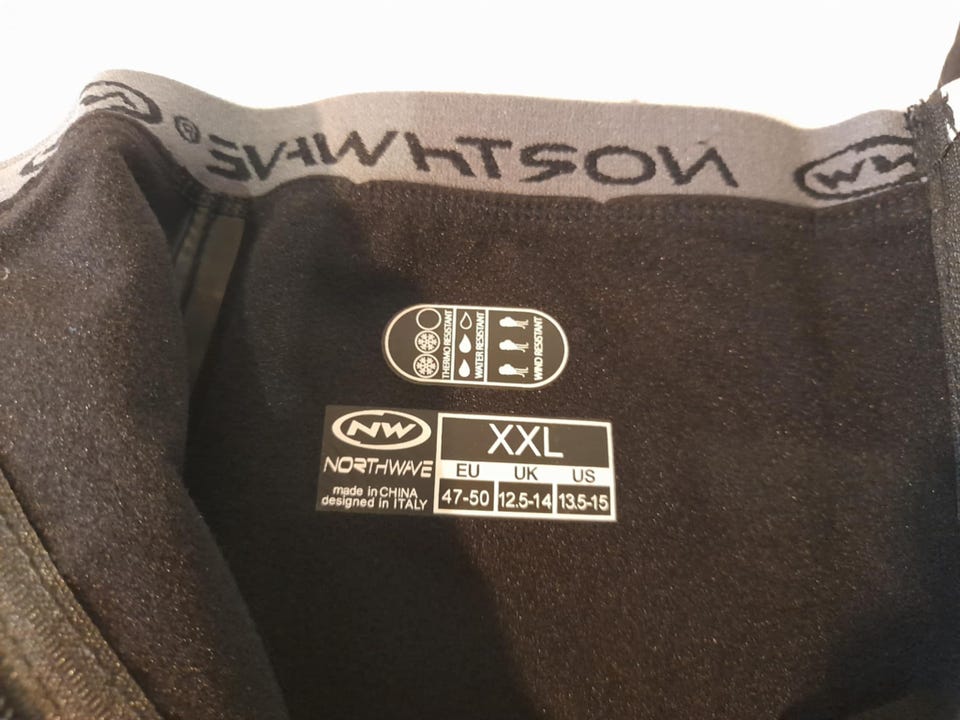 NORTHWAVE®
NW
THERMO RESISTANT
WATER RESISTANT
WIND RESISTANT
NW
NORTHWAVE
made in CHINA
designed in ITALY
XXL
EU UK US
47-50 12.5-14 13.5-15